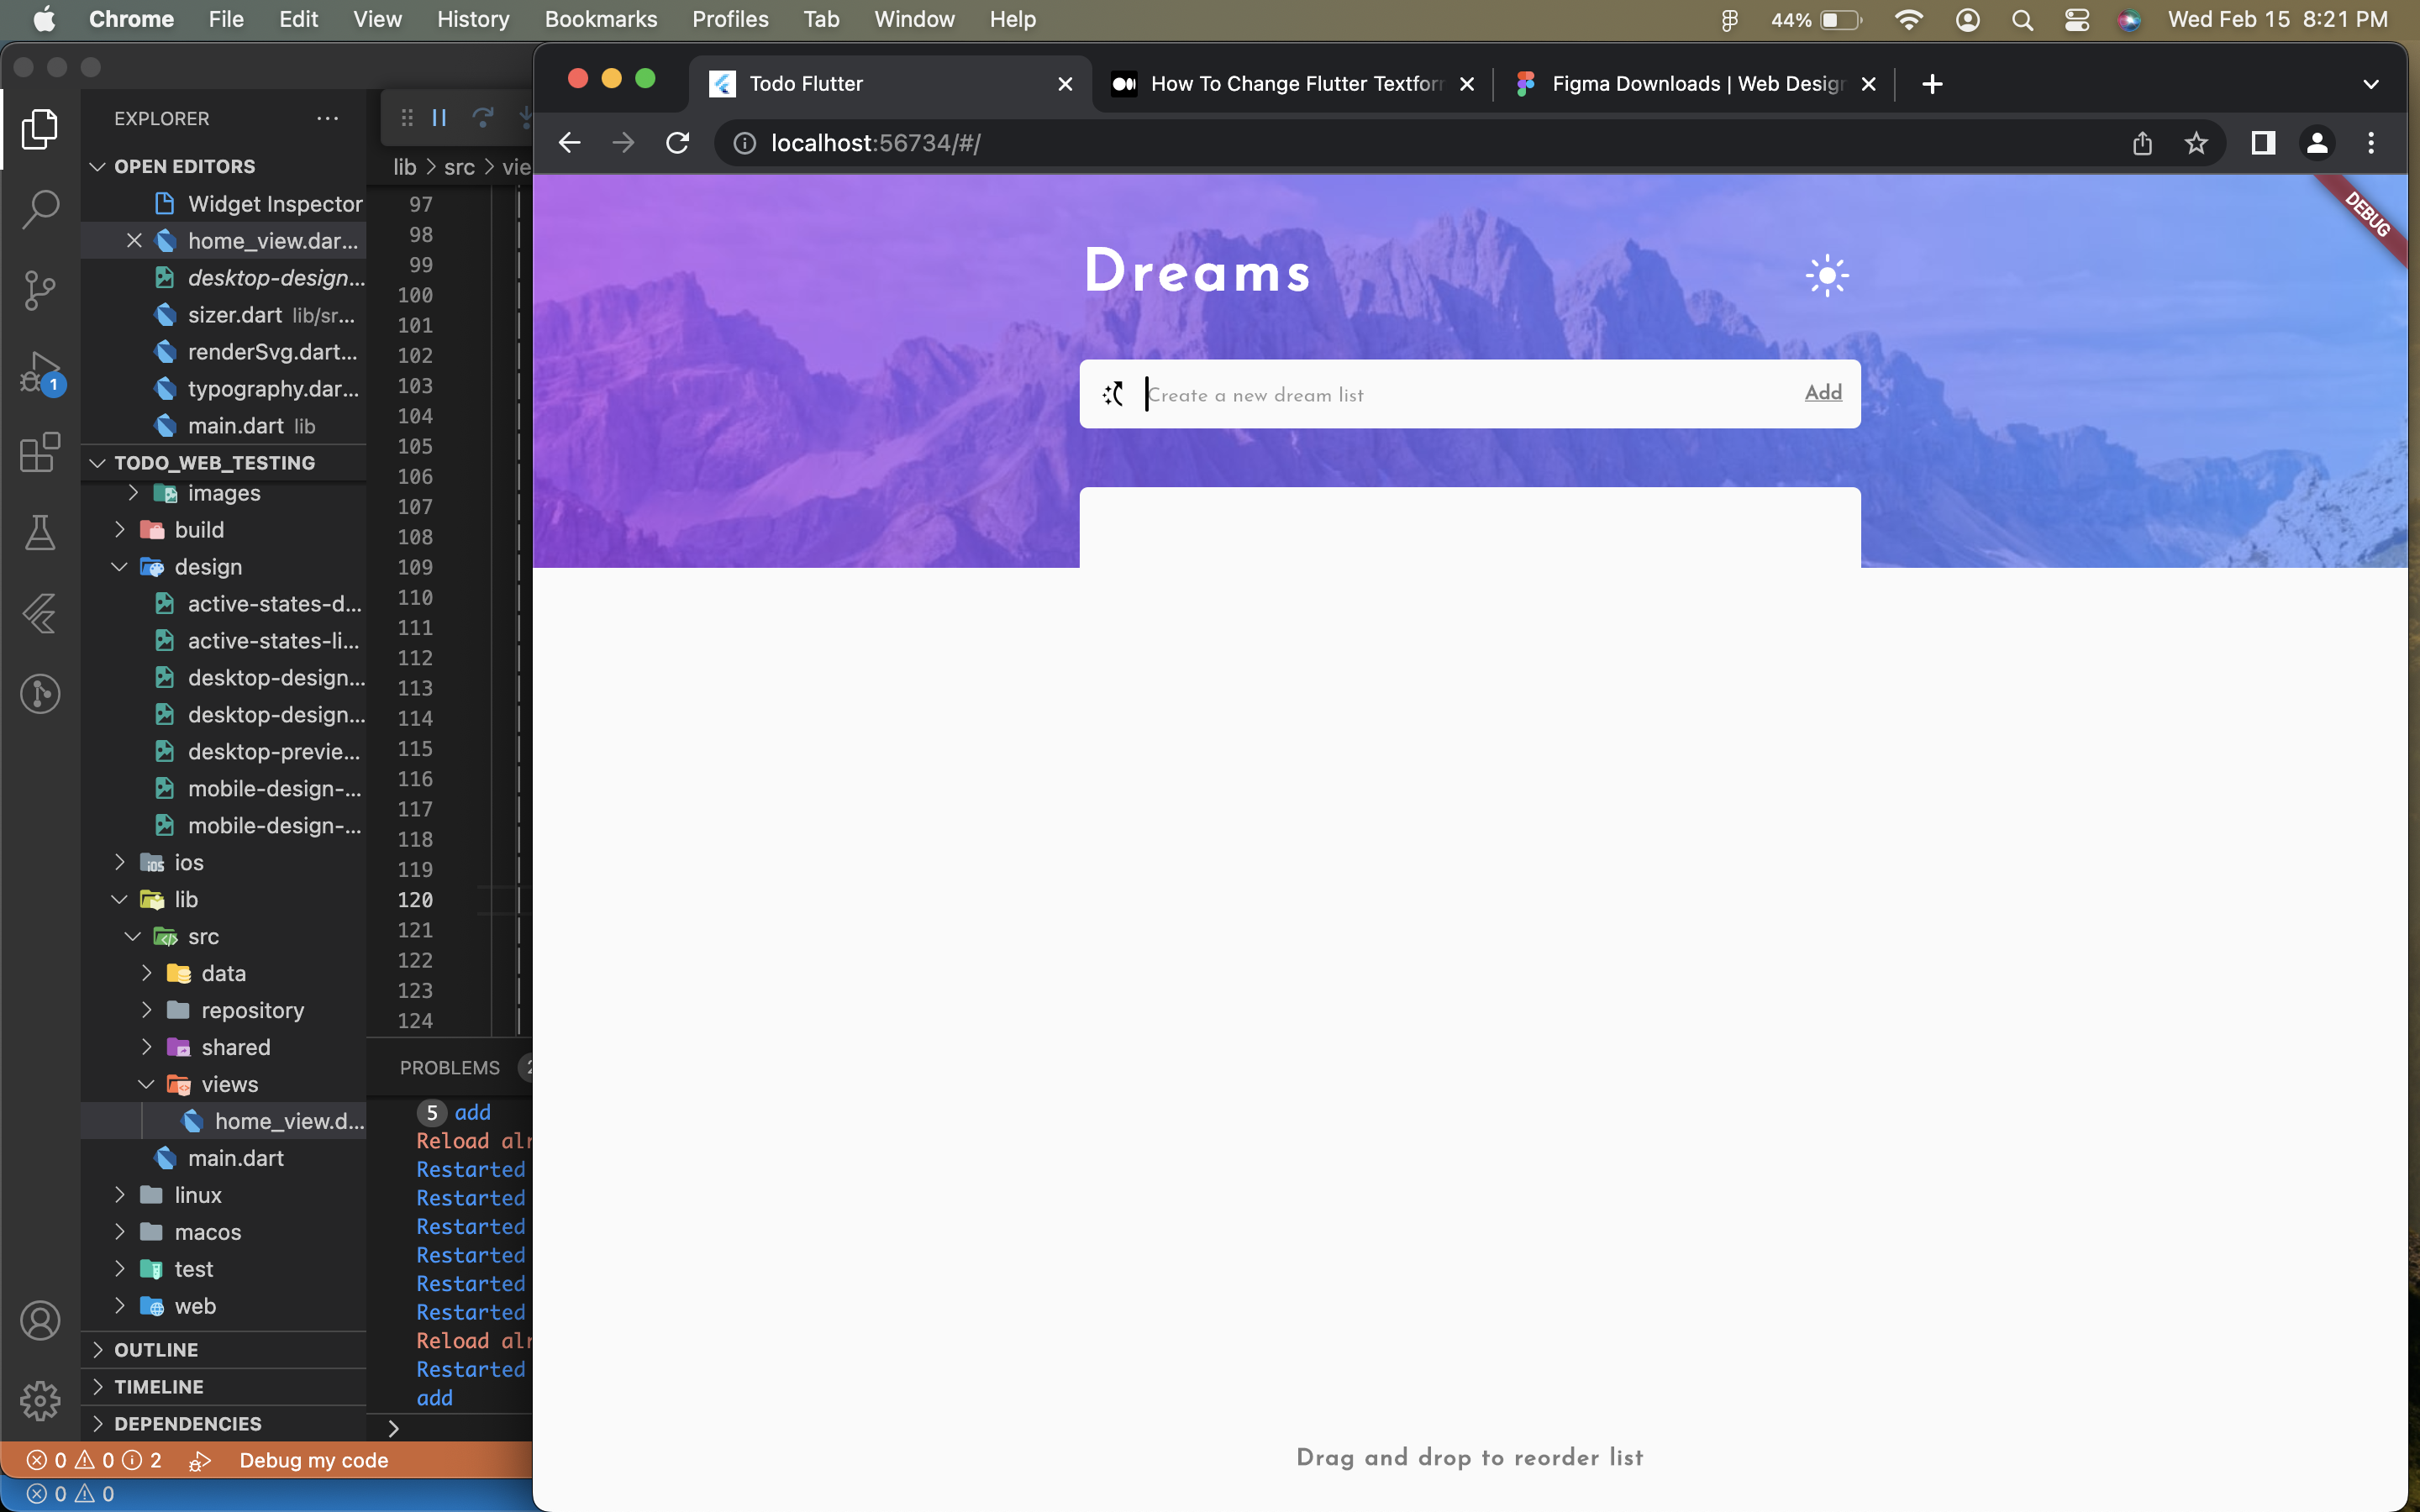 Chrome File Edit View History Bookmarks Profiles Tab Window Help 44% Wed Feb 15 8:21 PM
EXPLORER ...
OPEN EDITORS
Widget Inspector
home_view.dar...
desktop-design...
sizer.dart lib/sr...
renderSvg.dart...
typography.dar...
main.dart lib
TODO_WEB_TESTING
images
build
design
active-states-d...
active-states-li...
desktop-design...
desktop-design...
desktop-previe...
mobile-design-...
mobile-design-...
ios
lib
src
data
repository
shared
views
home_view.d...
main.dart
linux
macos
test
web
OUTLINE
TIMELINE
DEPENDENCIES
1
0 0 2 Debug my code
0 0
lib > src > vie
97
98
99
100
101
102
103
104
105
106
107
108
109
110
111
112
113
114
115
116
117
118
119
120
121
122
123
124
PROBLEMS
5 add
Reload alr
Restarted
Restarted
Restarted
Restarted
Restarted
Restarted
Reload alr
Restarted
add
Todo Flutter
How To Change Flutter Textfor
Figma Downloads | Web Design
localhost:56734/#/
DEBUG
Dreams
Create a new dream list Add
Drag and drop to reorder list